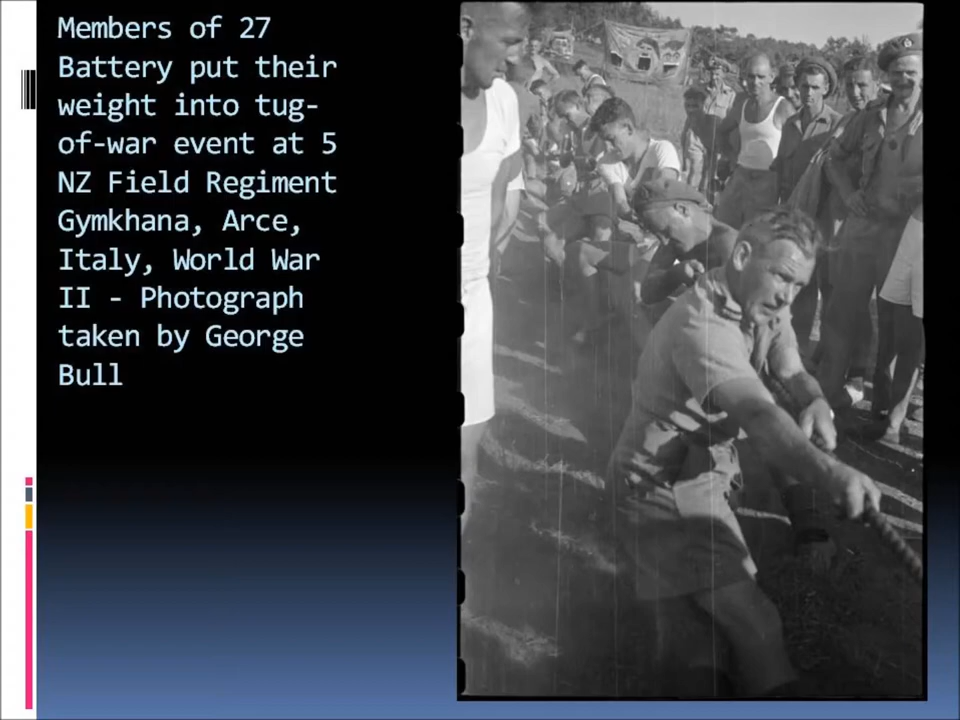 Members of 27
Battery put their
weight into tug-
of-war event at 5
NZ Field Regiment
Gymkhana, Arce,
Italy, World War
II - Photograph
taken by George
Bull